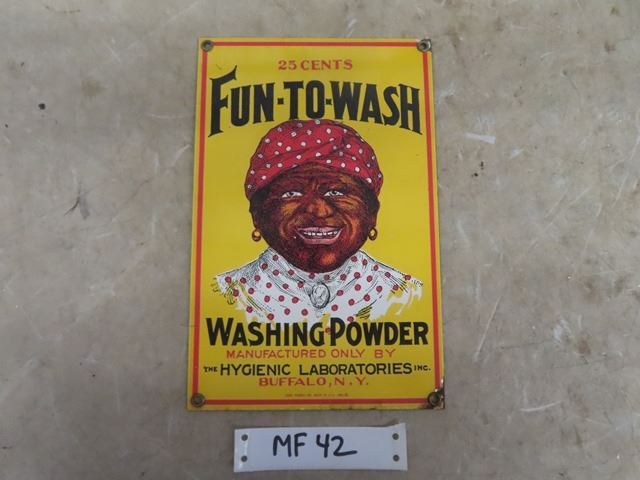 25 CENTS
FUN-TO-WASH
WASHING POWDER
MANUFACTURED ONLY BY
THE HYGIENIC LABORATORIES INC.
BUFFALO, N.Y.
MF 42